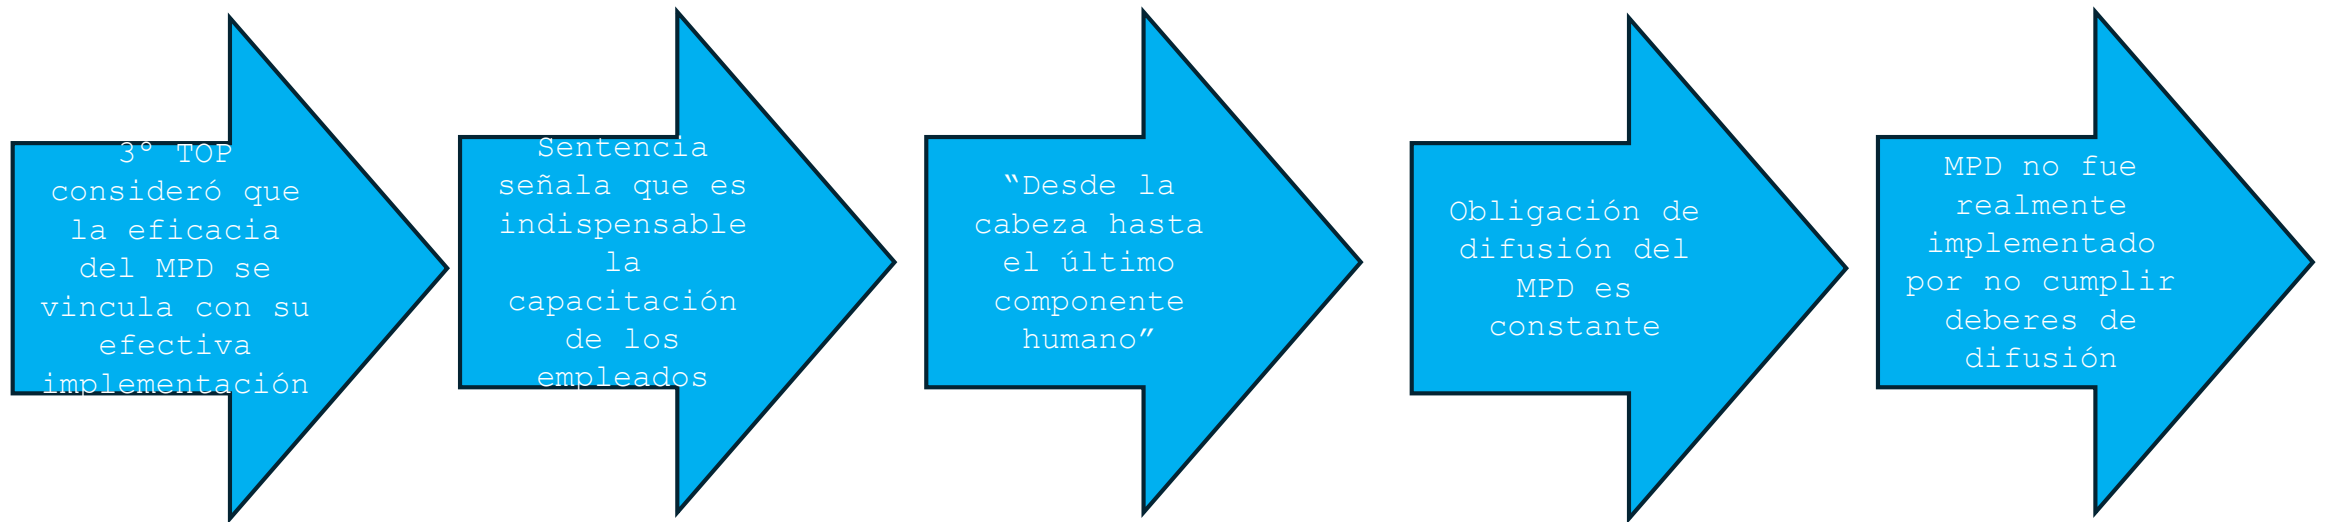 3º TOP
consideró que
la eficacia
del MPD se
vincula con su
efectiva
implementación
Sentencia
señala que es
indispensable
la
capacitación
de los
empleados
“Desde la
cabeza hasta
el último
componente
humano”
Obligación de
difusión del
MPD es
constante
MPD no fue
realmente
implementado
por no cumplir
deberes de
difusión